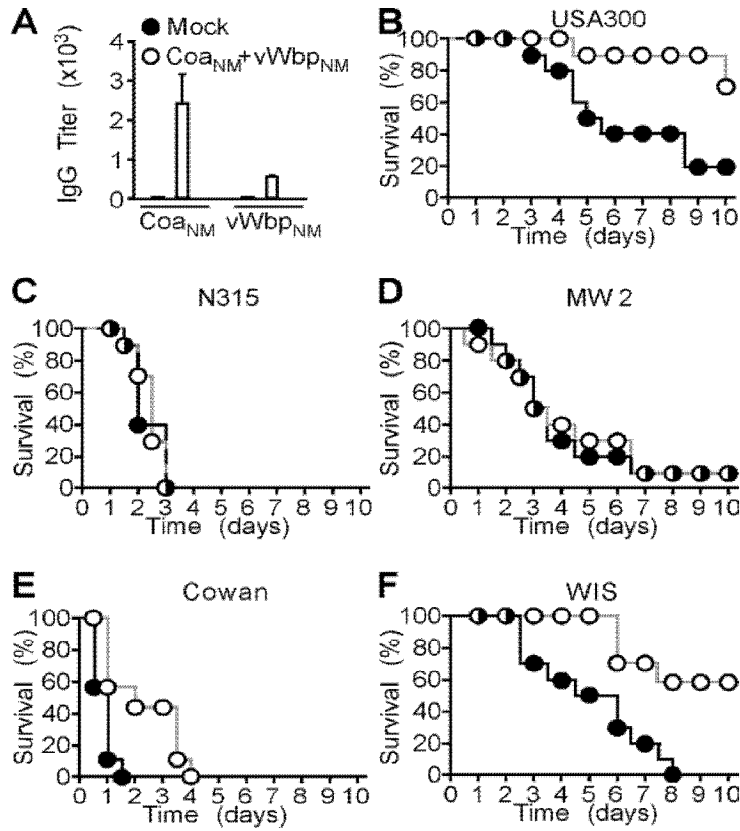 A
● Mock
○ Coa_NM+vWbp_NM
IgG Titer (x10³)
4
3
2
1
0
Coa_NM vWbp_NM
B
USA300
Survival (%)
100
80
60
40
20
0
0 1 2 3 4 5 6 7 8 9 10
Time (days)
C
N315
Survival (%)
100
80
60
40
20
0
0 1 2 3 4 5 6 7 8 9 10
Time (days)
D
MW2
Survival (%)
100
80
60
40
20
0
0 1 2 3 4 5 6 7 8 9 10
Time (days)
E
Cowan
Survival (%)
100
80
60
40
20
0
0 1 2 3 4 5 6 7 8 9 10
Time (days)
F
WIS
Survival (%)
100
80
60
40
20
0
0 1 2 3 4 5 6 7 8 9 10
Time (days)